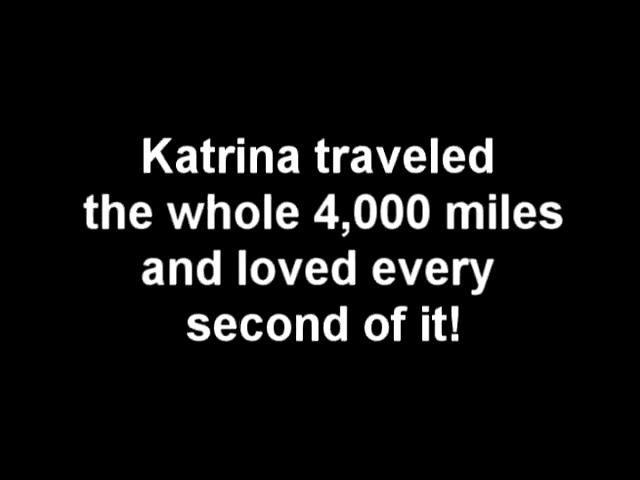 Katrina traveled
the whole 4,000 miles
and loved every
second of it!